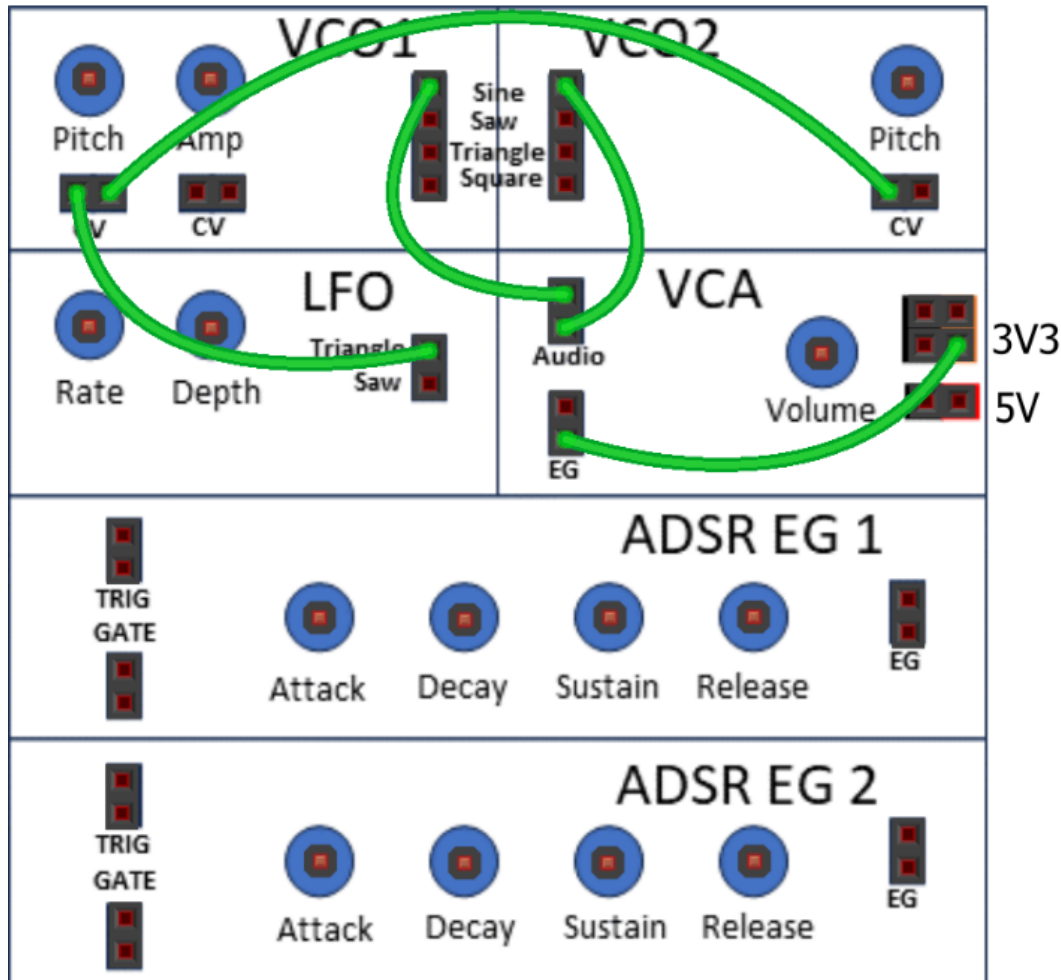 VCO1
VCO2
Pitch
Amp
Sine
Saw
Triangle
Square
Pitch
CV
CV
CV
LFO
VCA
Triangle
Saw
Rate
Depth
Audio
EG
Volume
3V3
5V
ADSR EG 1
TRIG
GATE
Attack
Decay
Sustain
Release
EG
ADSR EG 2
TRIG
GATE
Attack
Decay
Sustain
Release
EG